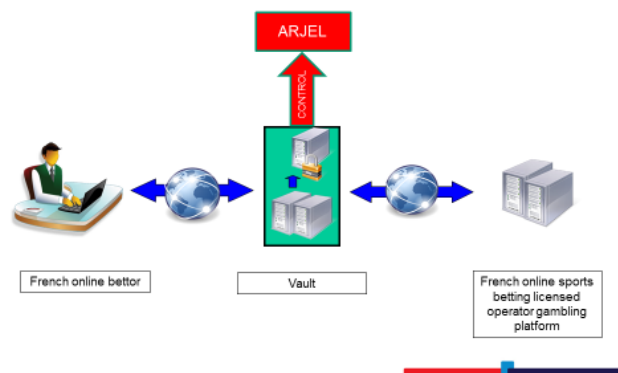 ARJEL
CONTROL
French online bettor
Vault
French online sports
betting licensed
operator gambling
platform